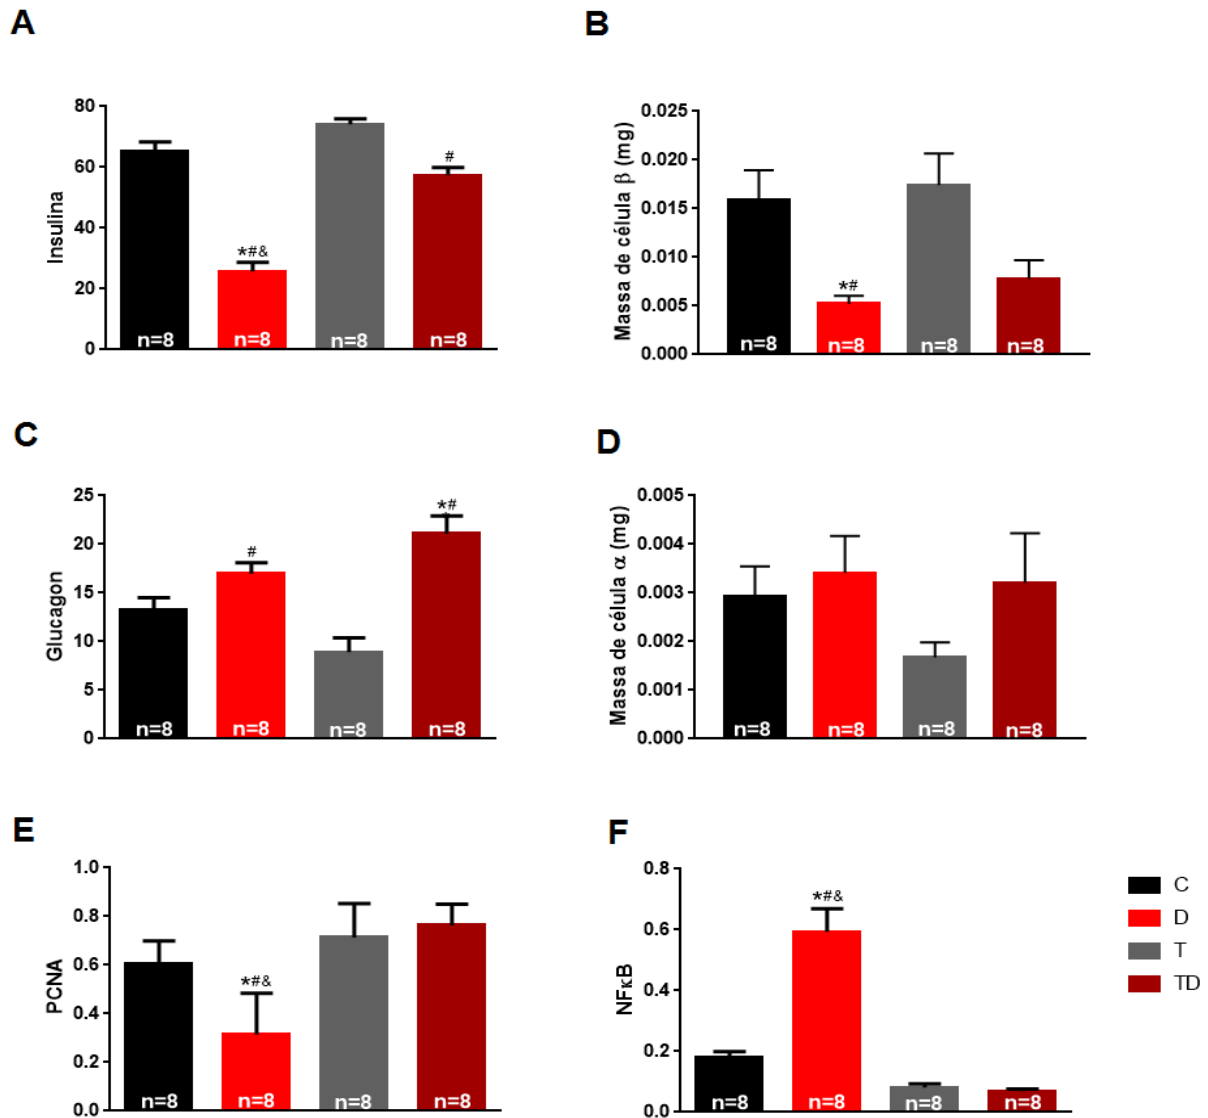 A
Insulina
80
60
40
20
0
*#&
#
n=8 n=8 n=8 n=8
B
Massa de célula β (mg)
0.025
0.020
0.015
0.010
0.005
0.000
*#
n=8 n=8 n=8 n=8
C
Glucagon
25
20
15
10
5
0
#
*#
n=8 n=8 n=8 n=8
D
Massa de célula α (mg)
0.005
0.004
0.003
0.002
0.001
0.000
n=8 n=8 n=8 n=8
E
PCNA
1.0
0.8
0.6
0.4
0.2
0.0
*#&
n=8 n=8 n=8 n=8
F
NFκB
0.8
0.6
0.4
0.2
0.0
*#&
n=8 n=8 n=8 n=8
C
D
T
TD